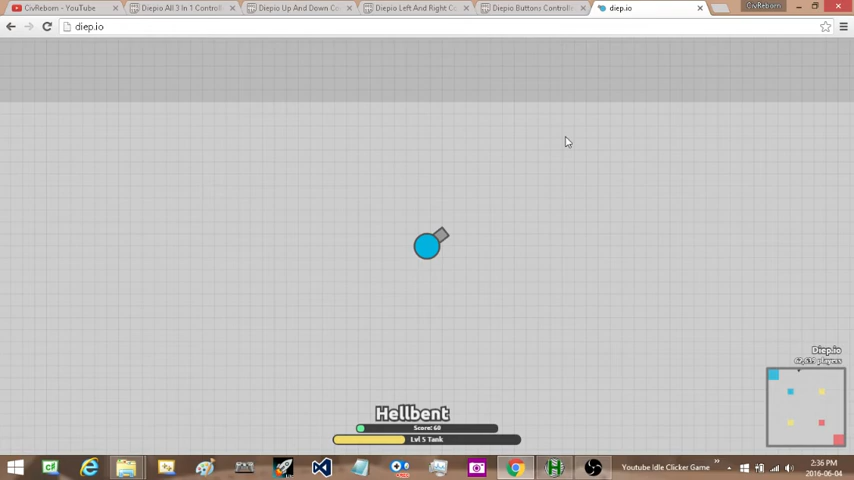 CivReborn - YouTube
Diepio All 3 In 1 Controll
Diepio Up And Down Co
Diepio Left And Right Co
Diepio Buttons Controll
diep.io
CivReborn
diep.io
Diep.io
Hellbent
Score: 60
Lvl 5 Tank
C#
Youtube Idle Clicker Game
2:36 PM
2016-06-04